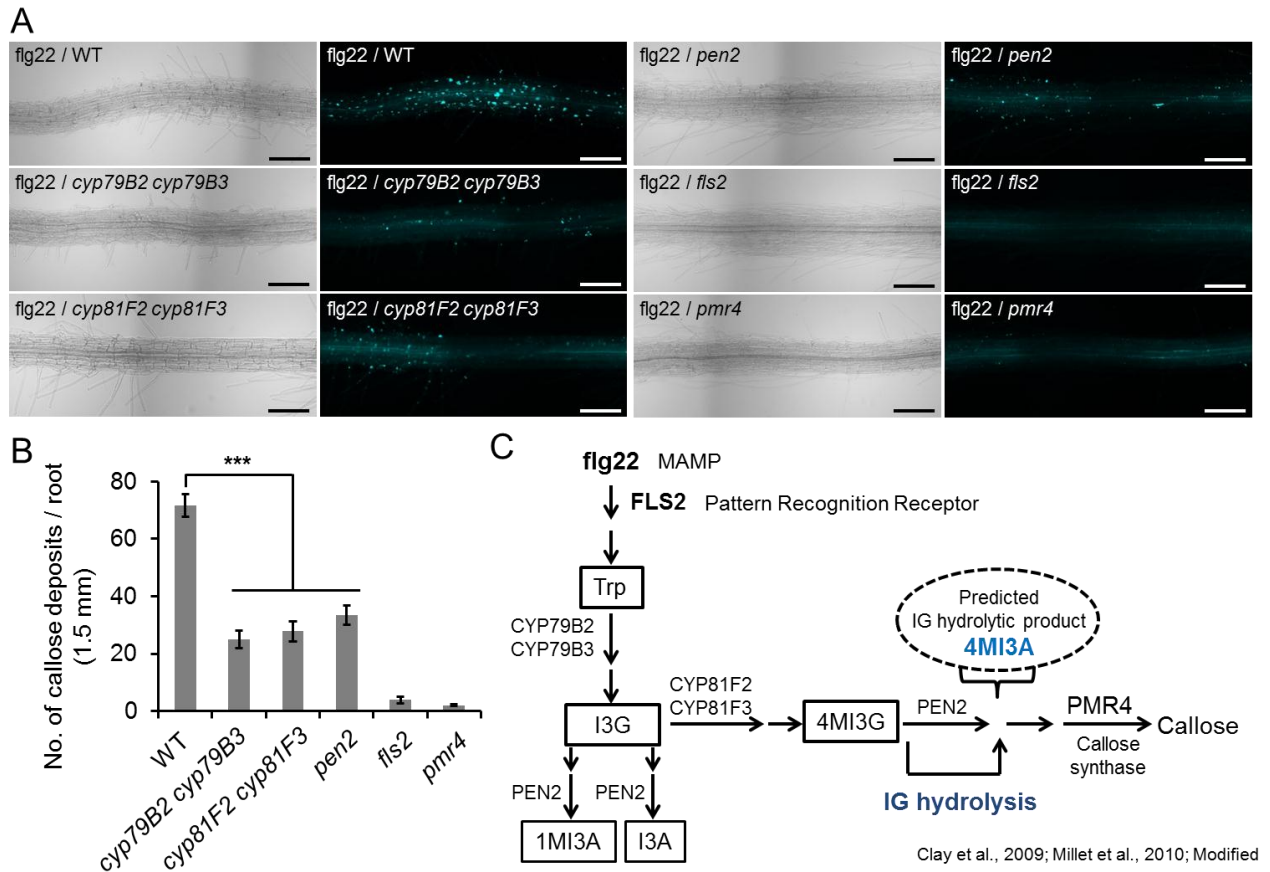 A
flg22 / WT
flg22 / WT
flg22 / pen2
flg22 / pen2
flg22 / cyp79B2 cyp79B3
flg22 / cyp79B2 cyp79B3
flg22 / fls2
flg22 / fls2
flg22 / cyp81F2 cyp81F3
flg22 / cyp81F2 cyp81F3
flg22 / pmr4
flg22 / pmr4
B
No. of callose deposits / root
(1.5 mm)
80
60
40
20
0
***
WT
cyp79B2 cyp79B3
cyp81F2 cyp81F3
pen2
fls2
pmr4
C
flg22 MAMP
FLS2 Pattern Recognition Receptor
Trp
CYP79B2
CYP79B3
I3G
CYP81F2
CYP81F3
4MI3G
PEN2
Predicted
IG hydrolytic product
4MI3A
PMR4
Callose
synthase
Callose
IG hydrolysis
PEN2
PEN2
1MI3A
I3A
Clay et al., 2009; Millet et al., 2010; Modified